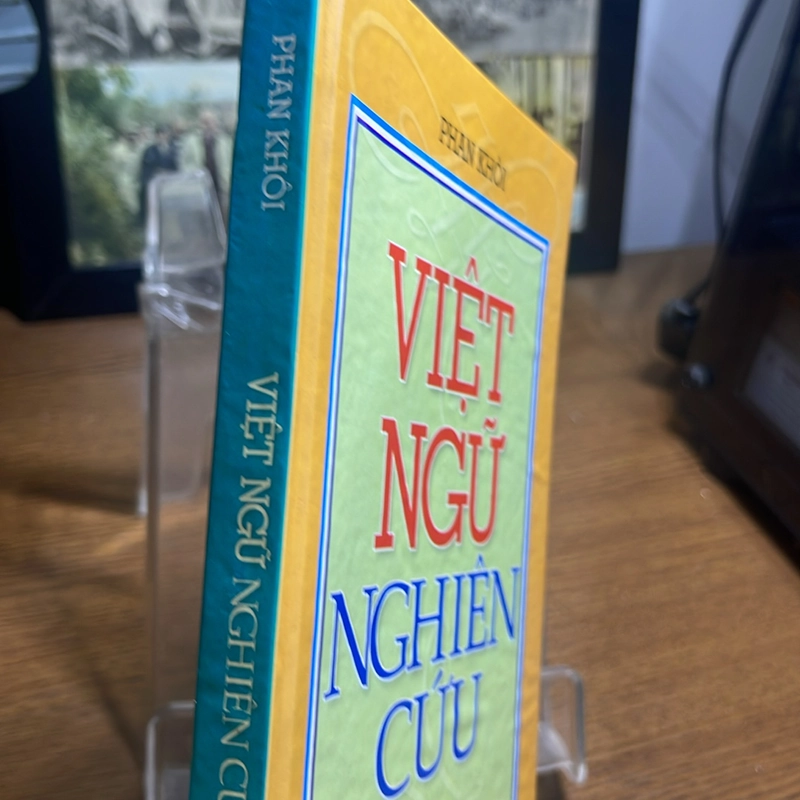 PHAN KHÔI
VIỆT NGỮ NGHIÊN CỨU
PHAN KHÔI
VIỆT
NGỮ
NGHIÊN
CỨU